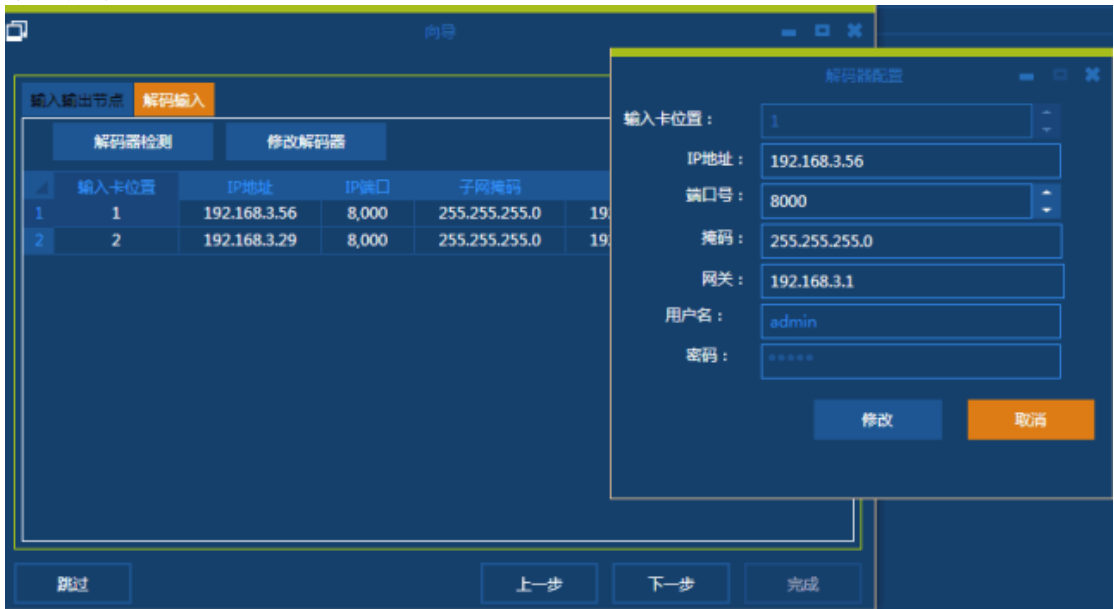 向导
输入输出节点 解码输入
解码器检测 修改解码器
输入卡位置 IP地址 IP端口 子网掩码
1 1 192.168.3.56 8,000 255.255.255.0
2 2 192.168.3.29 8,000 255.255.255.0
跳过 上一步 下一步 完成
解码器配置
输入卡位置： 1
IP地址： 192.168.3.56
端口号： 8000
掩码： 255.255.255.0
网关： 192.168.3.1
用户名： admin
密码： •••••
修改 取消